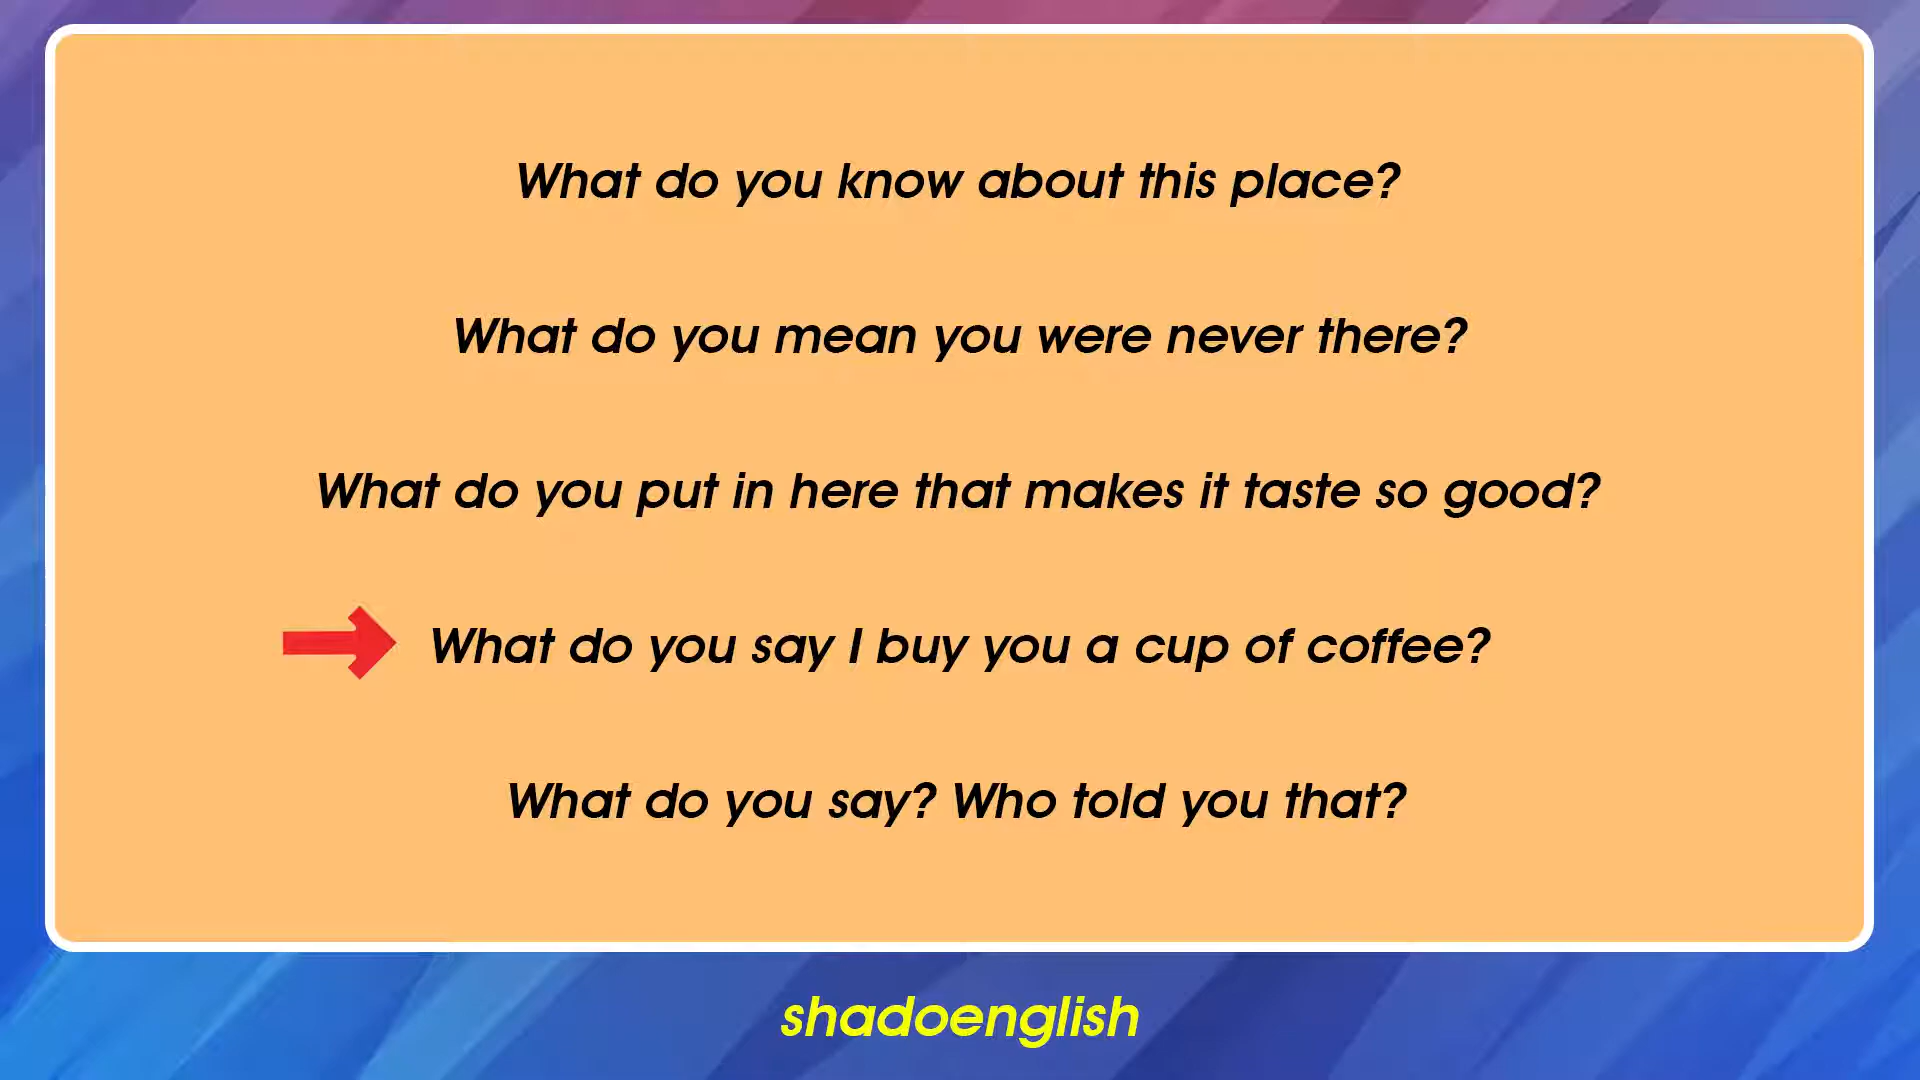 What do you know about this place?
What do you mean you were never there?
What do you put in here that makes it taste so good?
What do you say I buy you a cup of coffee?
What do you say? Who told you that?
shadoenglish